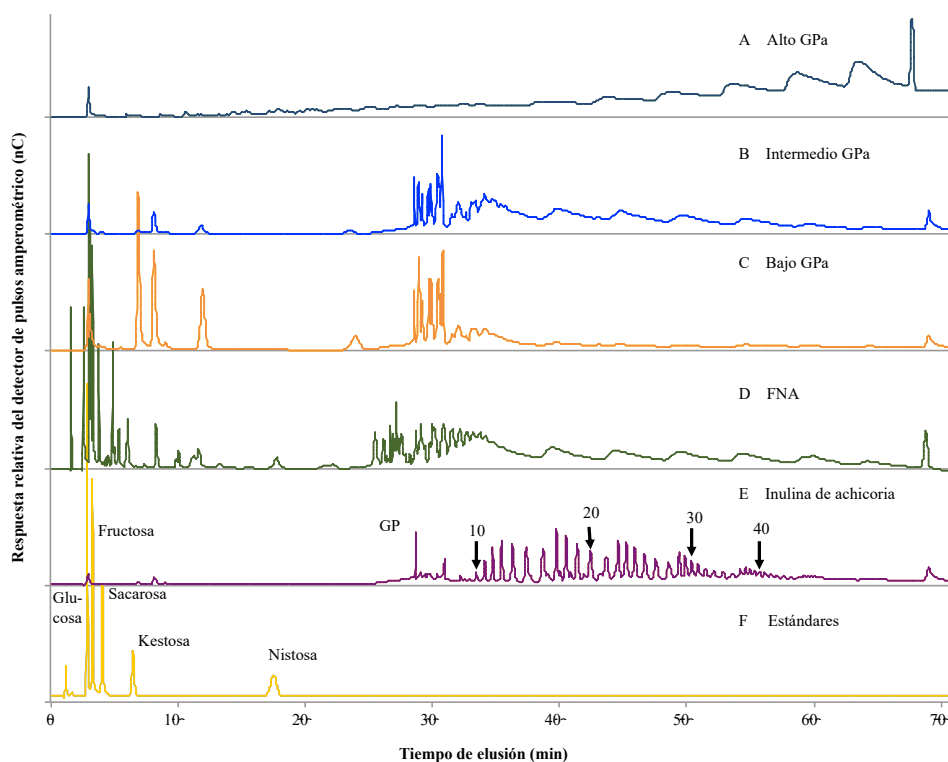 A Alto GPa
B Intermedio GPa
C Bajo GPa
D FNA
E Inulina de achicoria
GP
10
20
30
40
Fructosa
Glu-
cosa
Sacarosa
Kestosa
Nistosa
F Estándares
0 10 20 30 40 50 60 70
Tiempo de elusión (min)
Respuesta relativa del detector de pulsos amperométrico (nC)